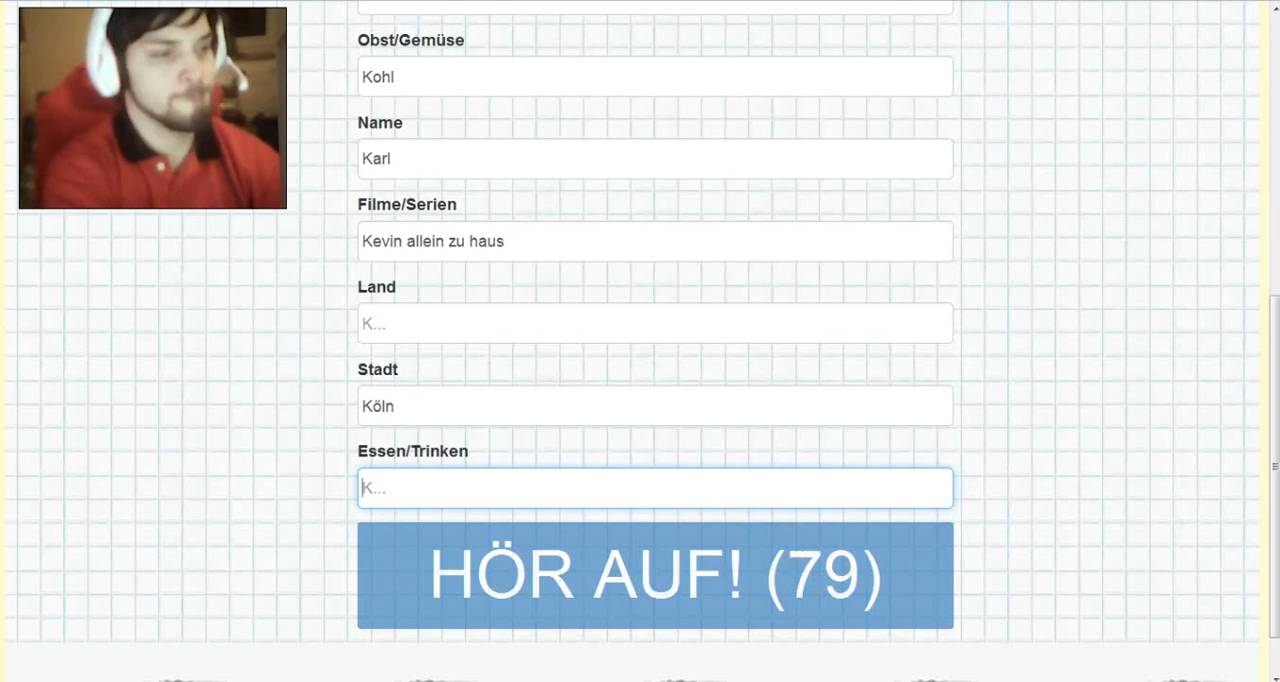 Obst/Gemüse
Kohl
Name
Karl
Filme/Serien
Kevin allein zu haus
Land
K...
Stadt
Köln
Essen/Trinken
K...
HÖR AUF! (79)